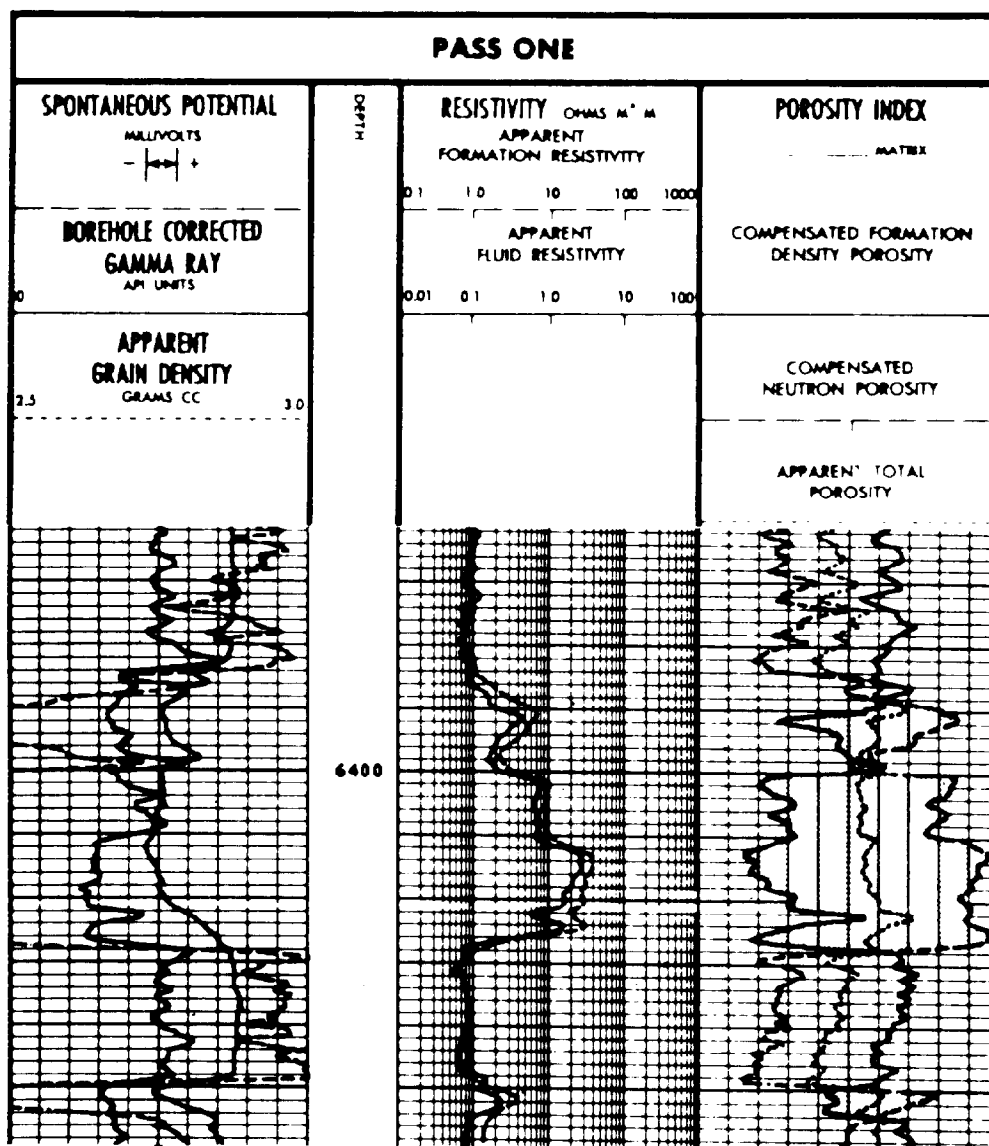 PASS ONE
SPONTANEOUS POTENTIAL
MILLIVOLTS
- +
BOREHOLE CORRECTED
GAMMA RAY
API UNITS
0
APPARENT
GRAIN DENSITY
GRAMS CC
2.5 3.0
DEPTH
6400
RESISTIVITY OHMS M² M
APPARENT
FORMATION RESISTIVITY
0.1 1.0 10 100 1000
APPARENT
FLUID RESISTIVITY
0.01 0.1 1.0 10 100
POROSITY INDEX
MATRIX
COMPENSATED FORMATION
DENSITY POROSITY
COMPENSATED
NEUTRON POROSITY
APPARENT TOTAL
POROSITY